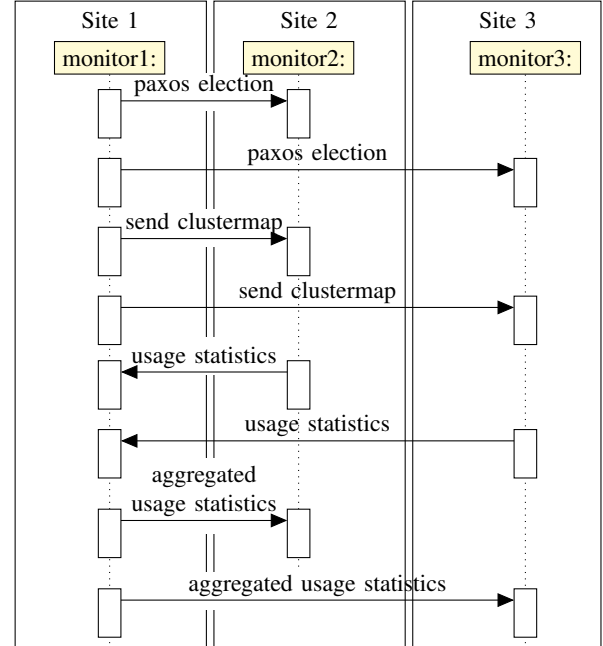 Site 1
Site 2
Site 3
monitor1:
monitor2:
monitor3:
paxos election
paxos election
send clustermap
send clustermap
usage statistics
usage statistics
aggregated
usage statistics
aggregated usage statistics